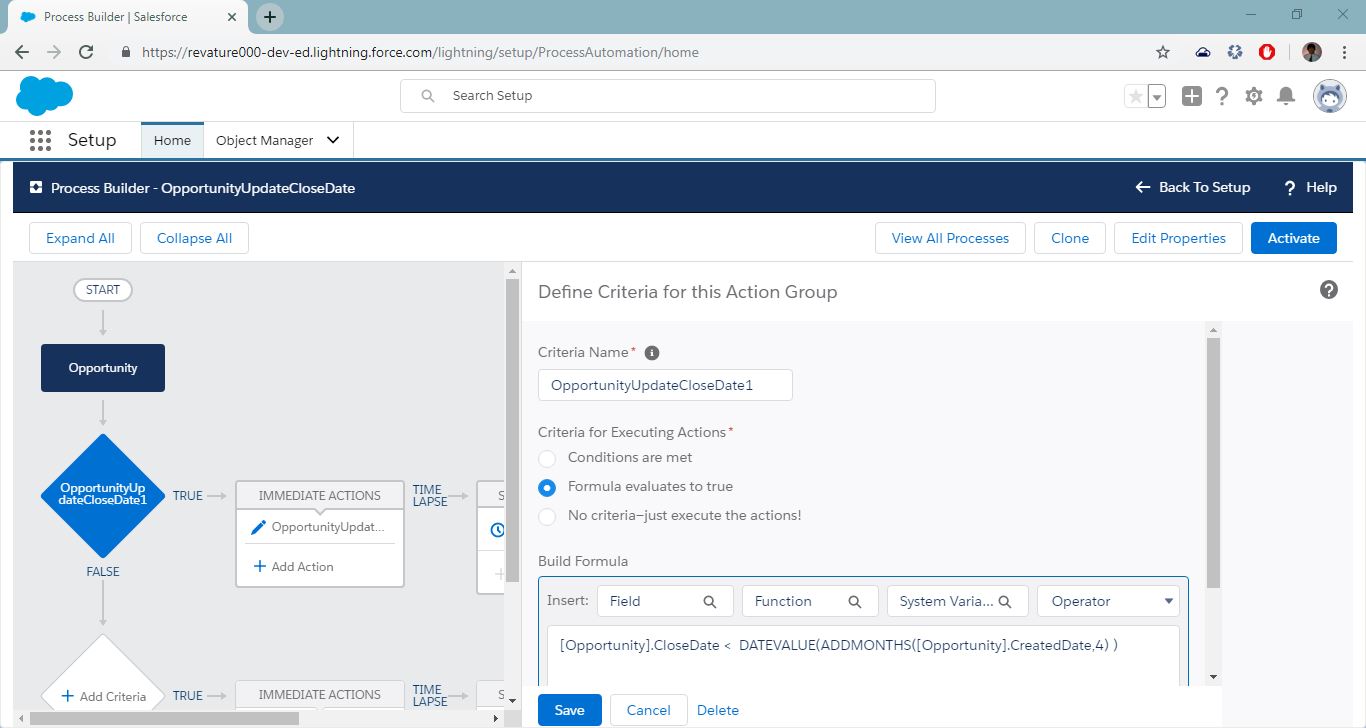 Process Builder | Salesforce
https://revature000-dev-ed.lightning.force.com/lightning/setup/ProcessAutomation/home
Search Setup
Setup
Home
Object Manager
Process Builder - OpportunityUpdateCloseDate
Back To Setup
? Help
Expand All
Collapse All
View All Processes
Clone
Edit Properties
Activate
START
Opportunity
OpportunityUp
dateCloseDate1
TRUE
IMMEDIATE ACTIONS
TIME
LAPSE
S
OpportunityUpdat...
+ Add Action
FALSE
+ Add Criteria
TRUE
IMMEDIATE ACTIONS
TIME
LAPSE
S
Define Criteria for this Action Group
Criteria Name*
OpportunityUpdateCloseDate1
Criteria for Executing Actions*
Conditions are met
Formula evaluates to true
No criteria–just execute the actions!
Build Formula
Insert:
Field
Function
System Varia...
Operator
[Opportunity].CloseDate < DATEVALUE(ADDMONTHS([Opportunity].CreatedDate,4) )
Save
Cancel
Delete